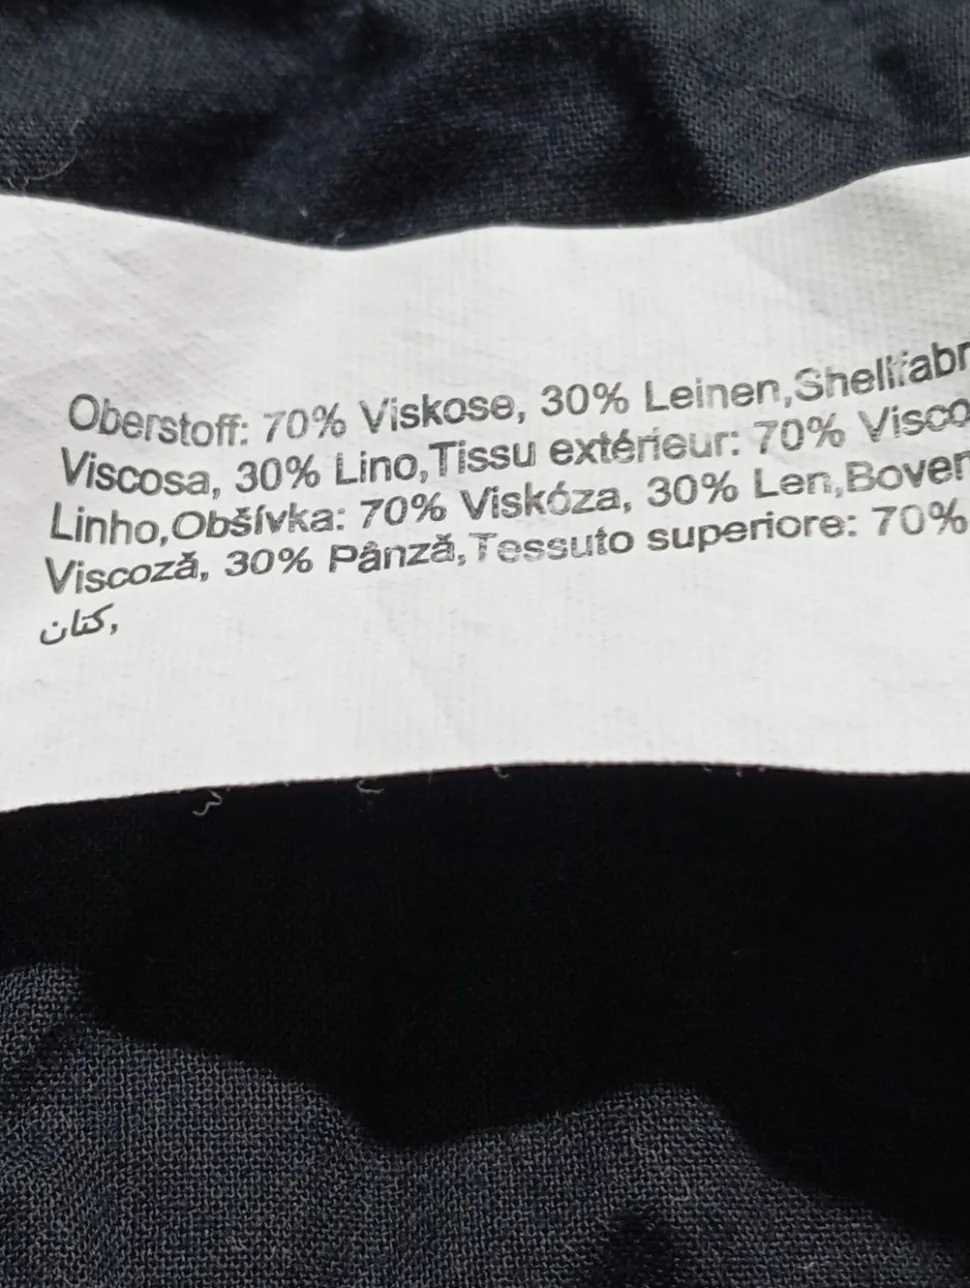 Oberstoff: 70% Viskose, 30% Leinen,Shellfabr
Viscosa, 30% Lino,Tissu extérieur: 70% Visco
Linho,Obšívka: 70% Viskóza, 30% Len,Boven
Viscoză, 30% Pânză,Tessuto superiore: 70%
كتان,